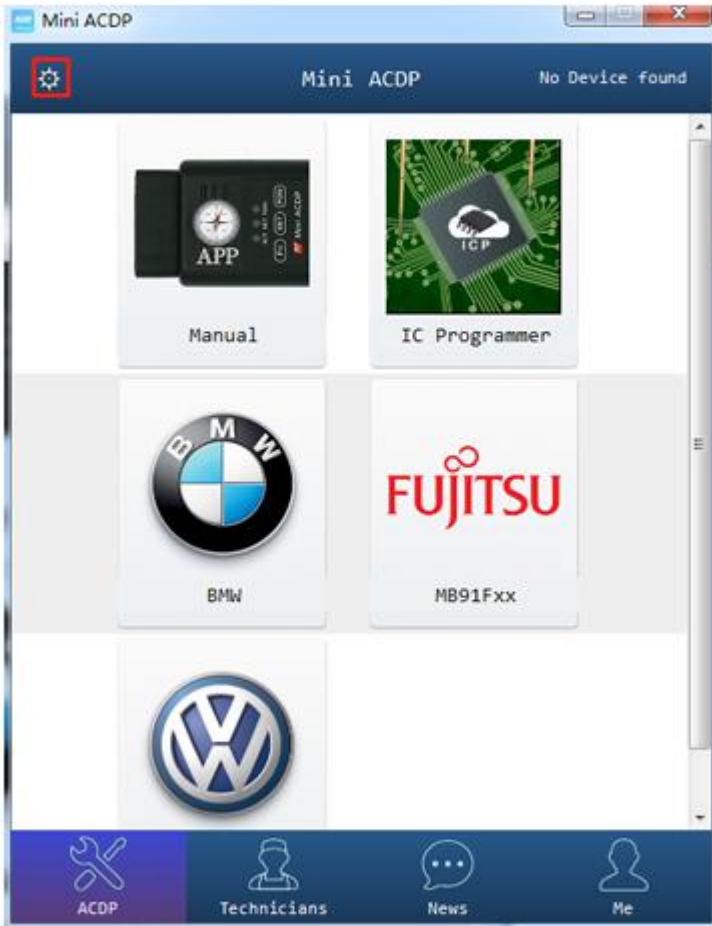 Mini ACDP
Mini ACDP
No Device found
APP
Mini ACDP
ICP
Manual
IC Programmer
BMW
FUJITSU
BMW
MB91Fxx
VW
ACDP
Technicians
News
Me